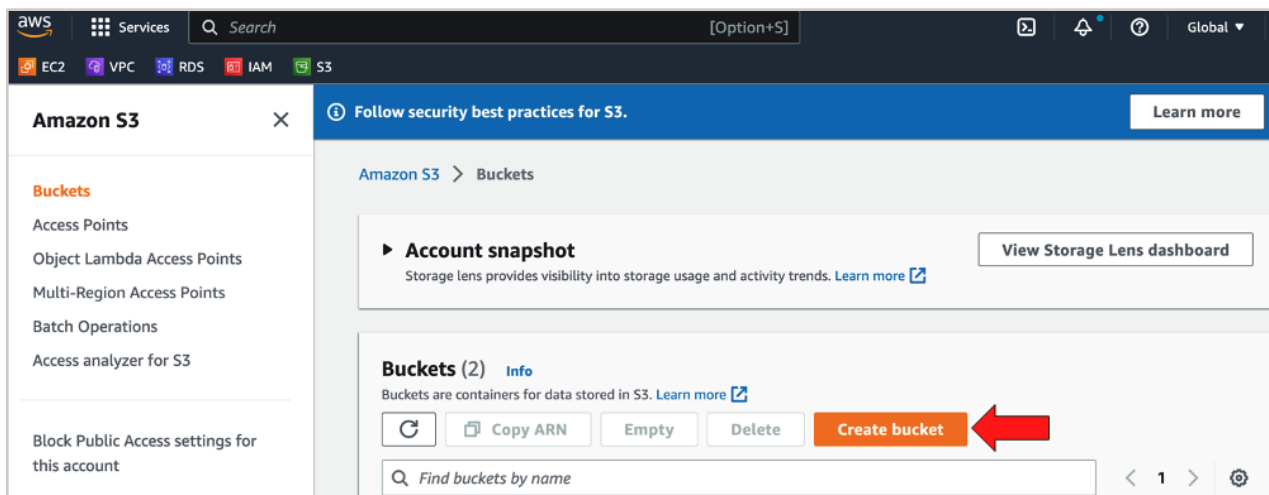 aws Services Search [Option+S] Global
EC2 VPC RDS IAM S3
Amazon S3
Buckets
Access Points
Object Lambda Access Points
Multi-Region Access Points
Batch Operations
Access analyzer for S3
Block Public Access settings for
this account
Follow security best practices for S3. Learn more
Amazon S3 > Buckets
Account snapshot View Storage Lens dashboard
Storage lens provides visibility into storage usage and activity trends. Learn more
Buckets (2) Info
Buckets are containers for data stored in S3. Learn more
Copy ARN Empty Delete Create bucket
Find buckets by name < 1 >